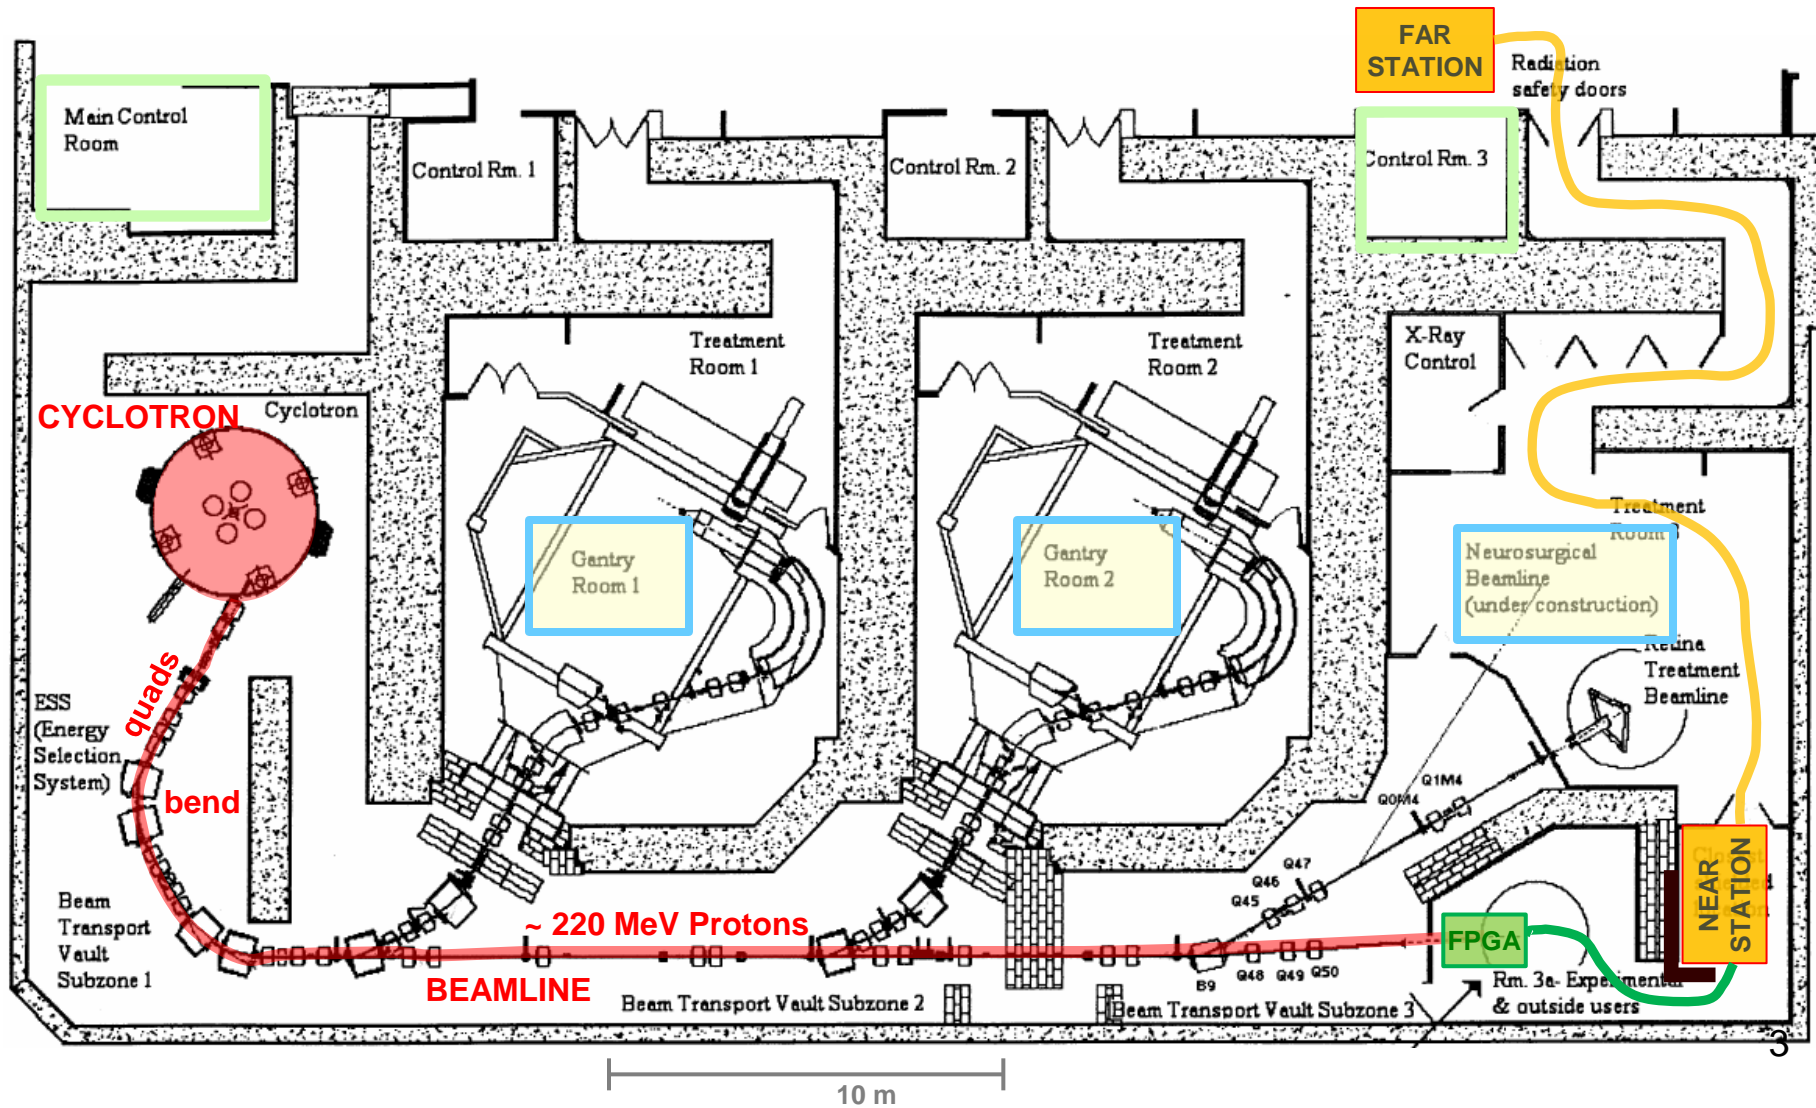 FAR
STATION
Radiation
safety doors
Main Control
Room
Control Rm. 1
Control Rm. 2
Control Rm. 3
Treatment
Room 1
Treatment
Room 2
X-Ray
Control
CYCLOTRON
Cyclotron
Gantry
Room 1
Gantry
Room 2
Treatment
Room 3
Neurosurgical
Beamline
(under construction)
Retina
Treatment
Beamline
quads
ESS
(Energy
Selection
System)
bend
Q1M4
Q0M4
Q47
Q46
Q45
NEAR
STATION
Beam
Transport
Vault
Subzone 1
~ 220 MeV Protons
FPGA
Q48
Q49
Q50
B9
BEAMLINE
Beam Transport Vault Subzone 2
Beam Transport Vault Subzone 3
Rm. 3a- Experimental
& outside users
3
10 m